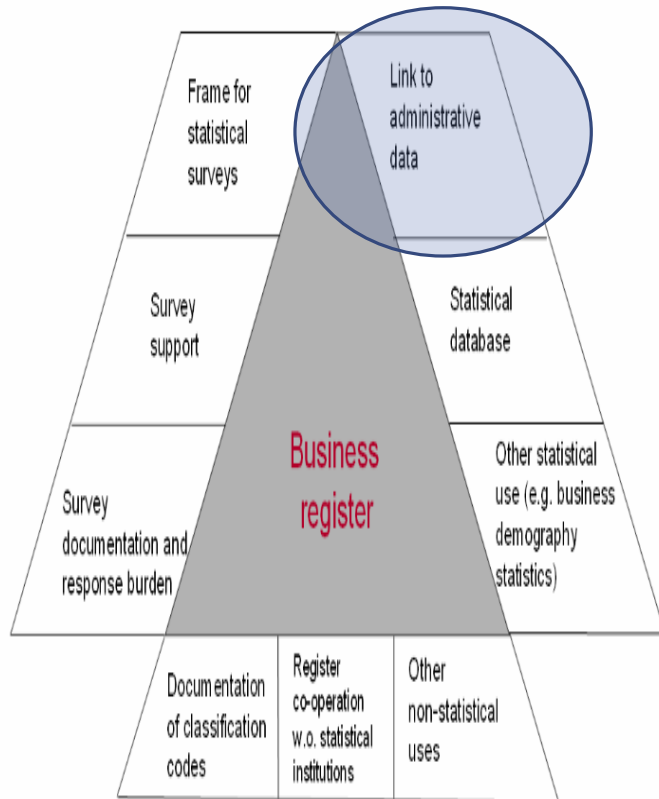 Frame for
statistical
surveys
Link to
administrative
data
Survey
support
Statistical
database
Business
register
Survey
documentation and
response burden
Other statistical
use (e.g. business
demography
statistics)
Documentation
of classification
codes
Register
co-operation
w.o. statistical
institutions
Other
non-statistical
uses